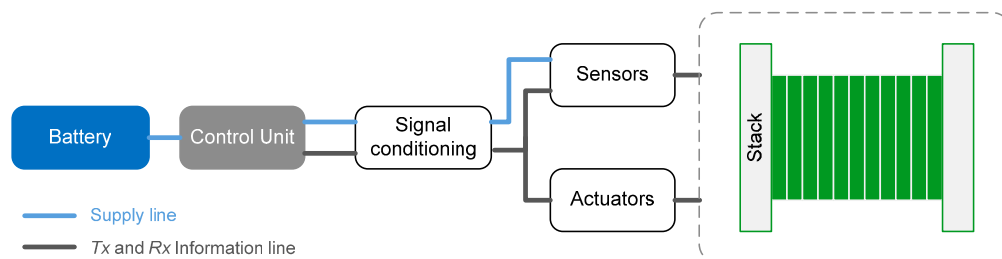 Sensors
Battery
Control Unit
Signal
conditioning
Stack
Actuators
Supply line
Tx and Rx Information line